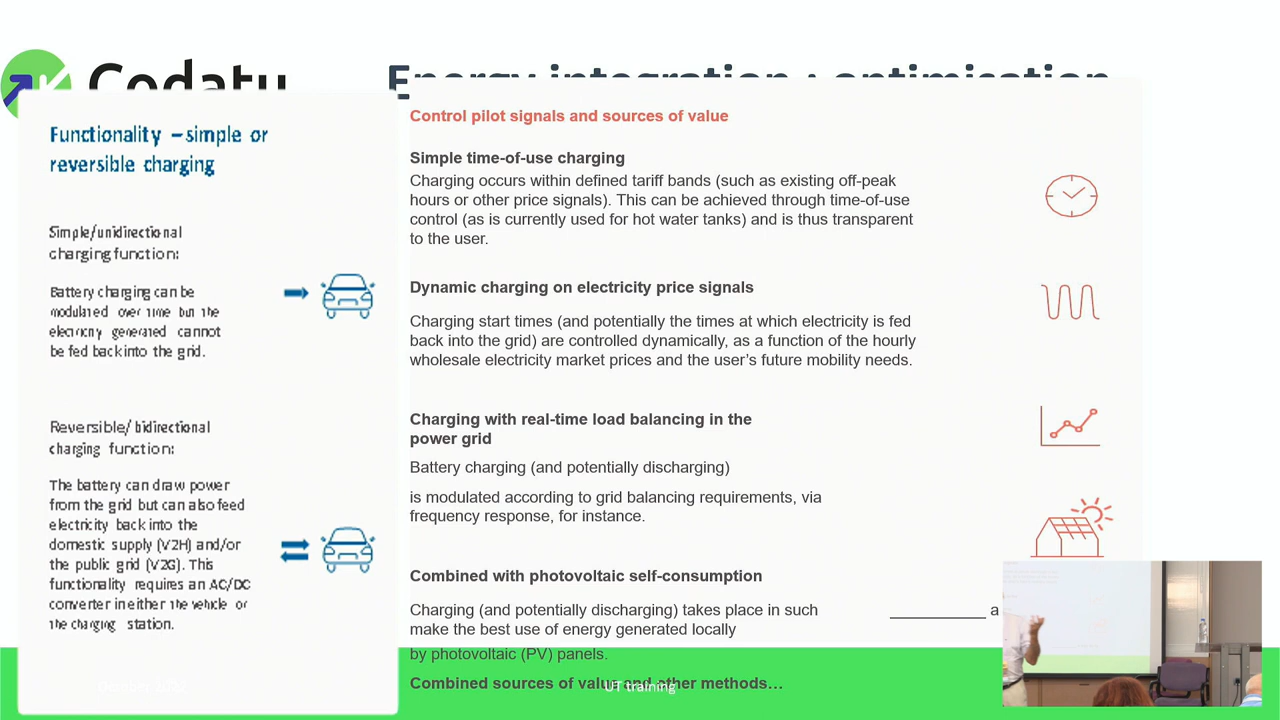 Codatu
Energy integration : optimisation
Functionality – simple or
reversible charging
Simple/unidirectional
charging function:
Battery charging can be
modulated over time but the
electricity generated cannot
be fed back into the grid.
Reversible/ bidirectional
charging function:
The battery can draw power
from the grid but can also feed
electricity back into the
domestic supply (V2H) and/or
the public grid (V2G). This
functionality requires an AC/DC
converter in either the vehicle or
the charging station.
Control pilot signals and sources of value
Simple time-of-use charging
Charging occurs within defined tariff bands (such as existing off-peak
hours or other price signals). This can be achieved through time-of-use
control (as is currently used for hot water tanks) and is thus transparent
to the user.
Dynamic charging on electricity price signals
Charging start times (and potentially the times at which electricity is fed
back into the grid) are controlled dynamically, as a function of the hourly
wholesale electricity market prices and the user's future mobility needs.
Charging with real-time load balancing in the
power grid
Battery charging (and potentially discharging)
is modulated according to grid balancing requirements, via
frequency response, for instance.
Combined with photovoltaic self-consumption
Charging (and potentially discharging) takes place in such a
make the best use of energy generated locally
by photovoltaic (PV) panels.
Combined sources of value and other methods…
UT training